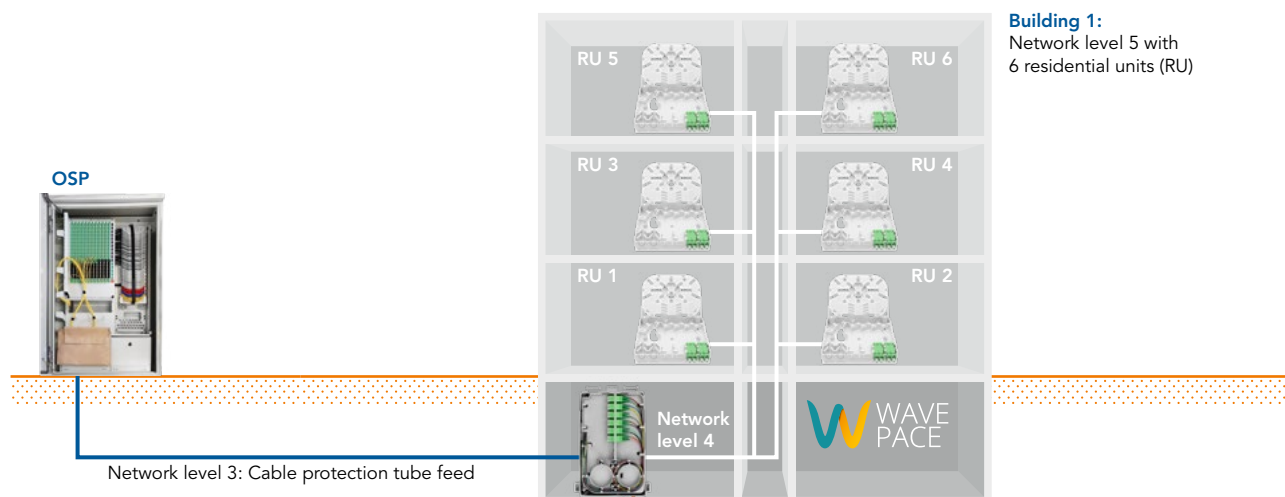 Building 1:
Network level 5 with
6 residential units (RU)
RU 5
RU 6
RU 3
RU 4
OSP
RU 1
RU 2
Network
level 4
WAVE
PACE
Network level 3: Cable protection tube feed